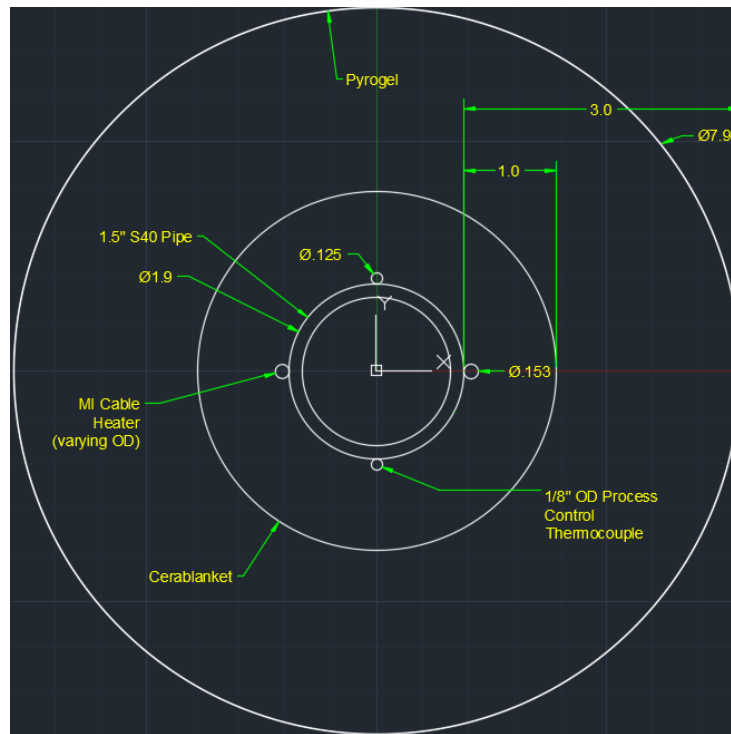 Pyrogel
3.0
Ø7.9
1.0
1.5" S40 Pipe
Ø.125
Ø1.9
Y
X
Ø.153
MI Cable
Heater
(varying OD)
1/8" OD Process
Control
Thermocouple
Cerablanket